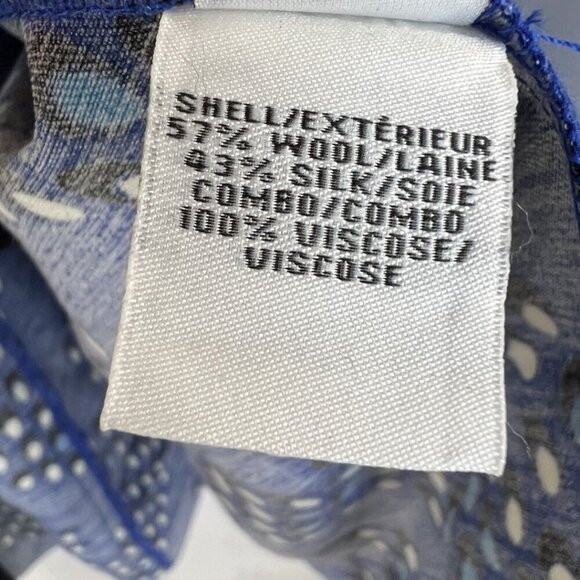 SHELL/EXTÉRIEUR
57% WOOL/LAINE
43% SILK/SOIE
COMBO/COMBO
100% VISCOSE/
VISCOSE